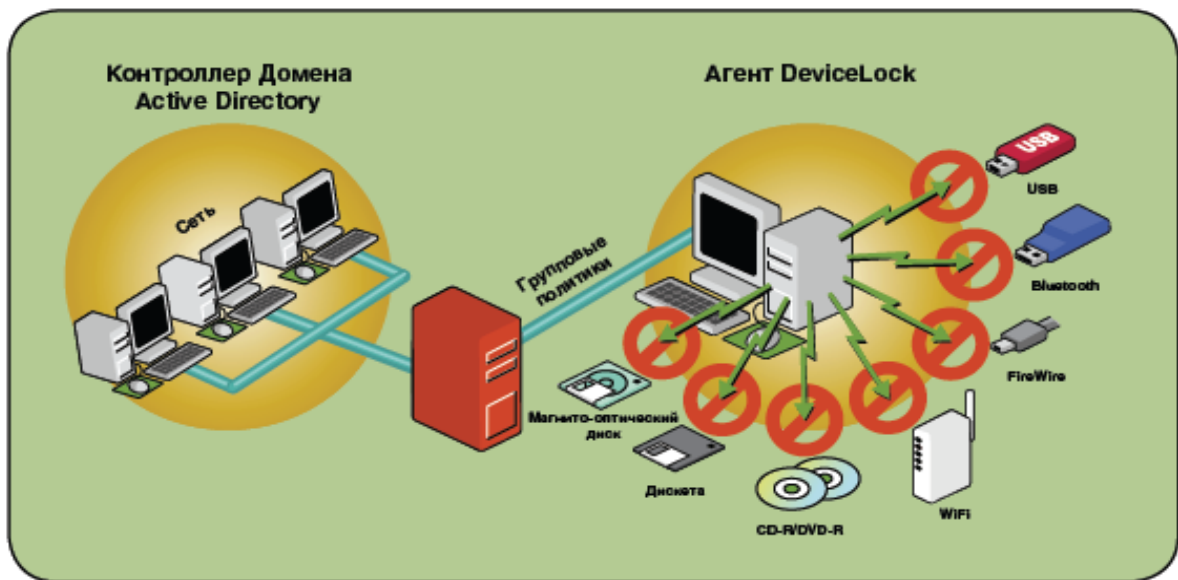 Контроллер Домена
Active Directory
Агент DeviceLock
Сеть
Групповые
политики
USB
USB
Bluetooth
FireWire
WiFi
CD-R/DVD-R
Дискета
Магнито-оптический
диск